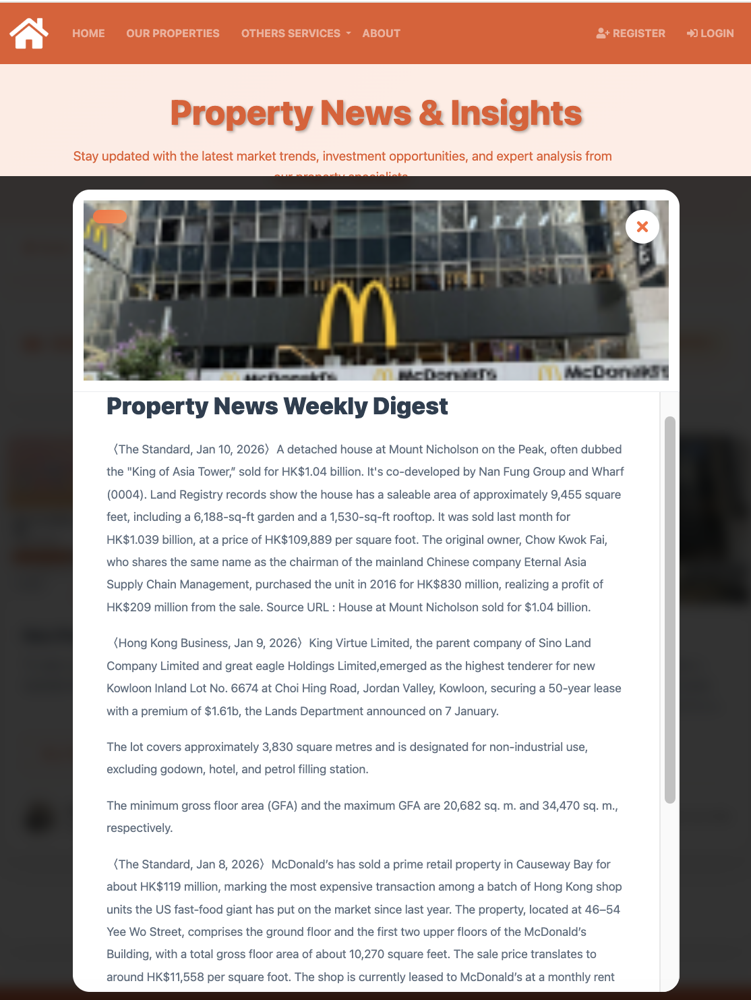 HOME OUR PROPERTIES OTHERS SERVICES ABOUT REGISTER LOGIN
Property News & Insights
Stay updated with the latest market trends, investment opportunities, and expert analysis from
our property specialists
McDonald's McDonald's McDonald's
Property News Weekly Digest
〈The Standard, Jan 10, 2026〉A detached house at Mount Nicholson on the Peak, often dubbed
the "King of Asia Tower,” sold for HK$1.04 billion. It's co-developed by Nan Fung Group and Wharf
(0004). Land Registry records show the house has a saleable area of approximately 9,455 square
feet, including a 6,188-sq-ft garden and a 1,530-sq-ft rooftop. It was sold last month for
HK$1.039 billion, at a price of HK$109,889 per square foot. The original owner, Chow Kwok Fai,
who shares the same name as the chairman of the mainland Chinese company Eternal Asia
Supply Chain Management, purchased the unit in 2016 for HK$830 million, realizing a profit of
HK$209 million from the sale. Source URL : House at Mount Nicholson sold for $1.04 billion.
〈Hong Kong Business, Jan 9, 2026〉King Virtue Limited, the parent company of Sino Land
Company Limited and great eagle Holdings Limited,emerged as the highest tenderer for new
Kowloon Inland Lot No. 6674 at Choi Hing Road, Jordan Valley, Kowloon, securing a 50-year lease
with a premium of $1.61b, the Lands Department announced on 7 January.
The lot covers approximately 3,830 square metres and is designated for non-industrial use,
excluding godown, hotel, and petrol filling station.
The minimum gross floor area (GFA) and the maximum GFA are 20,682 sq. m. and 34,470 sq. m.,
respectively.
〈The Standard, Jan 8, 2026〉McDonald’s has sold a prime retail property in Causeway Bay for
about HK$119 million, marking the most expensive transaction among a batch of Hong Kong shop
units the US fast-food giant has put on the market since last year. The property, located at 46–54
Yee Wo Street, comprises the ground floor and the first two upper floors of the McDonald’s
Building, with a total gross floor area of about 10,270 square feet. The sale price translates to
around HK$11,558 per square foot. The shop is currently leased to McDonald’s at a monthly rent